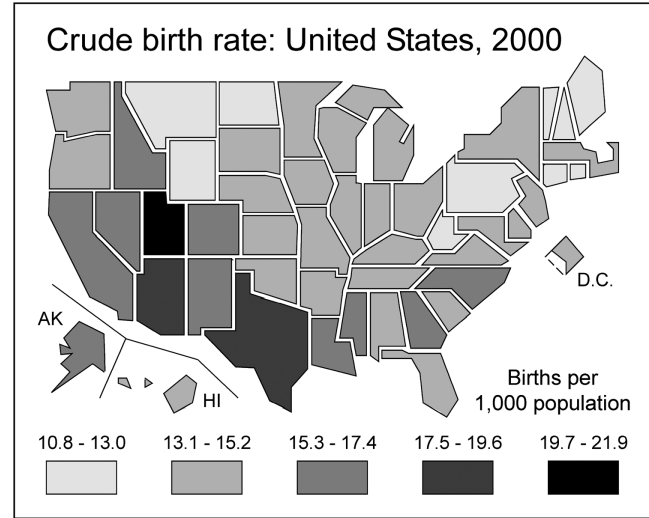 Crude birth rate: United States, 2000
D.C.
AK
HI
Births per
1,000 population
10.8 - 13.0
13.1 - 15.2
15.3 - 17.4
17.5 - 19.6
19.7 - 21.9